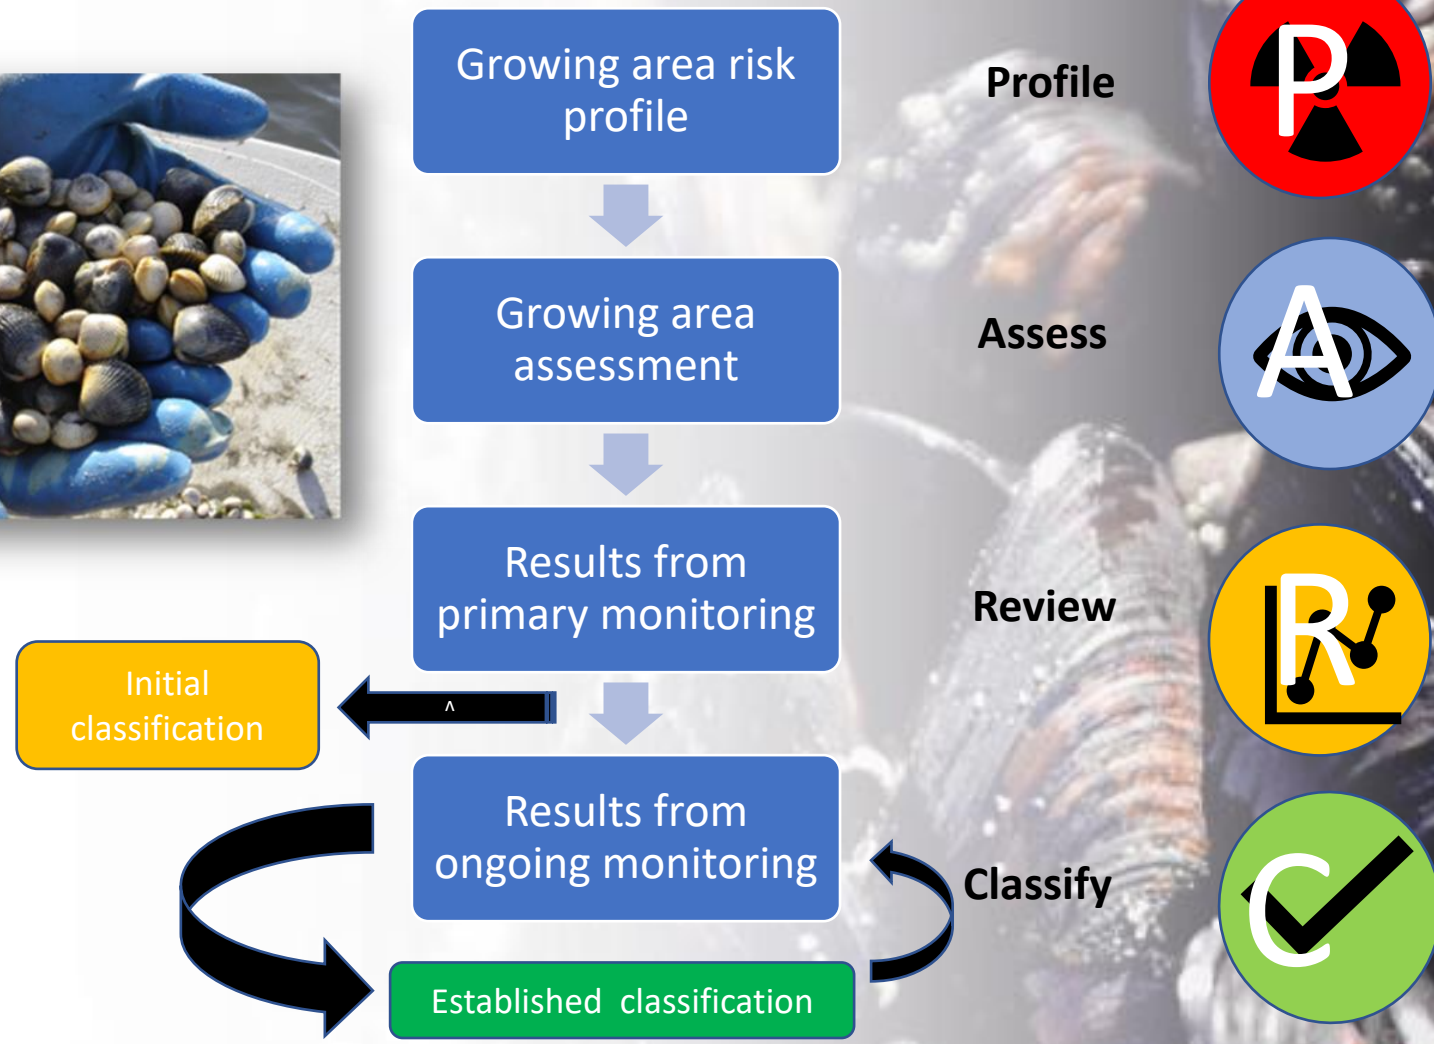 Growing area risk
profile
Profile
P
Growing area
assessment
Assess
A
Results from
primary monitoring
Review
R
Initial
classification
^
Results from
ongoing monitoring
Classify
C
Established classification